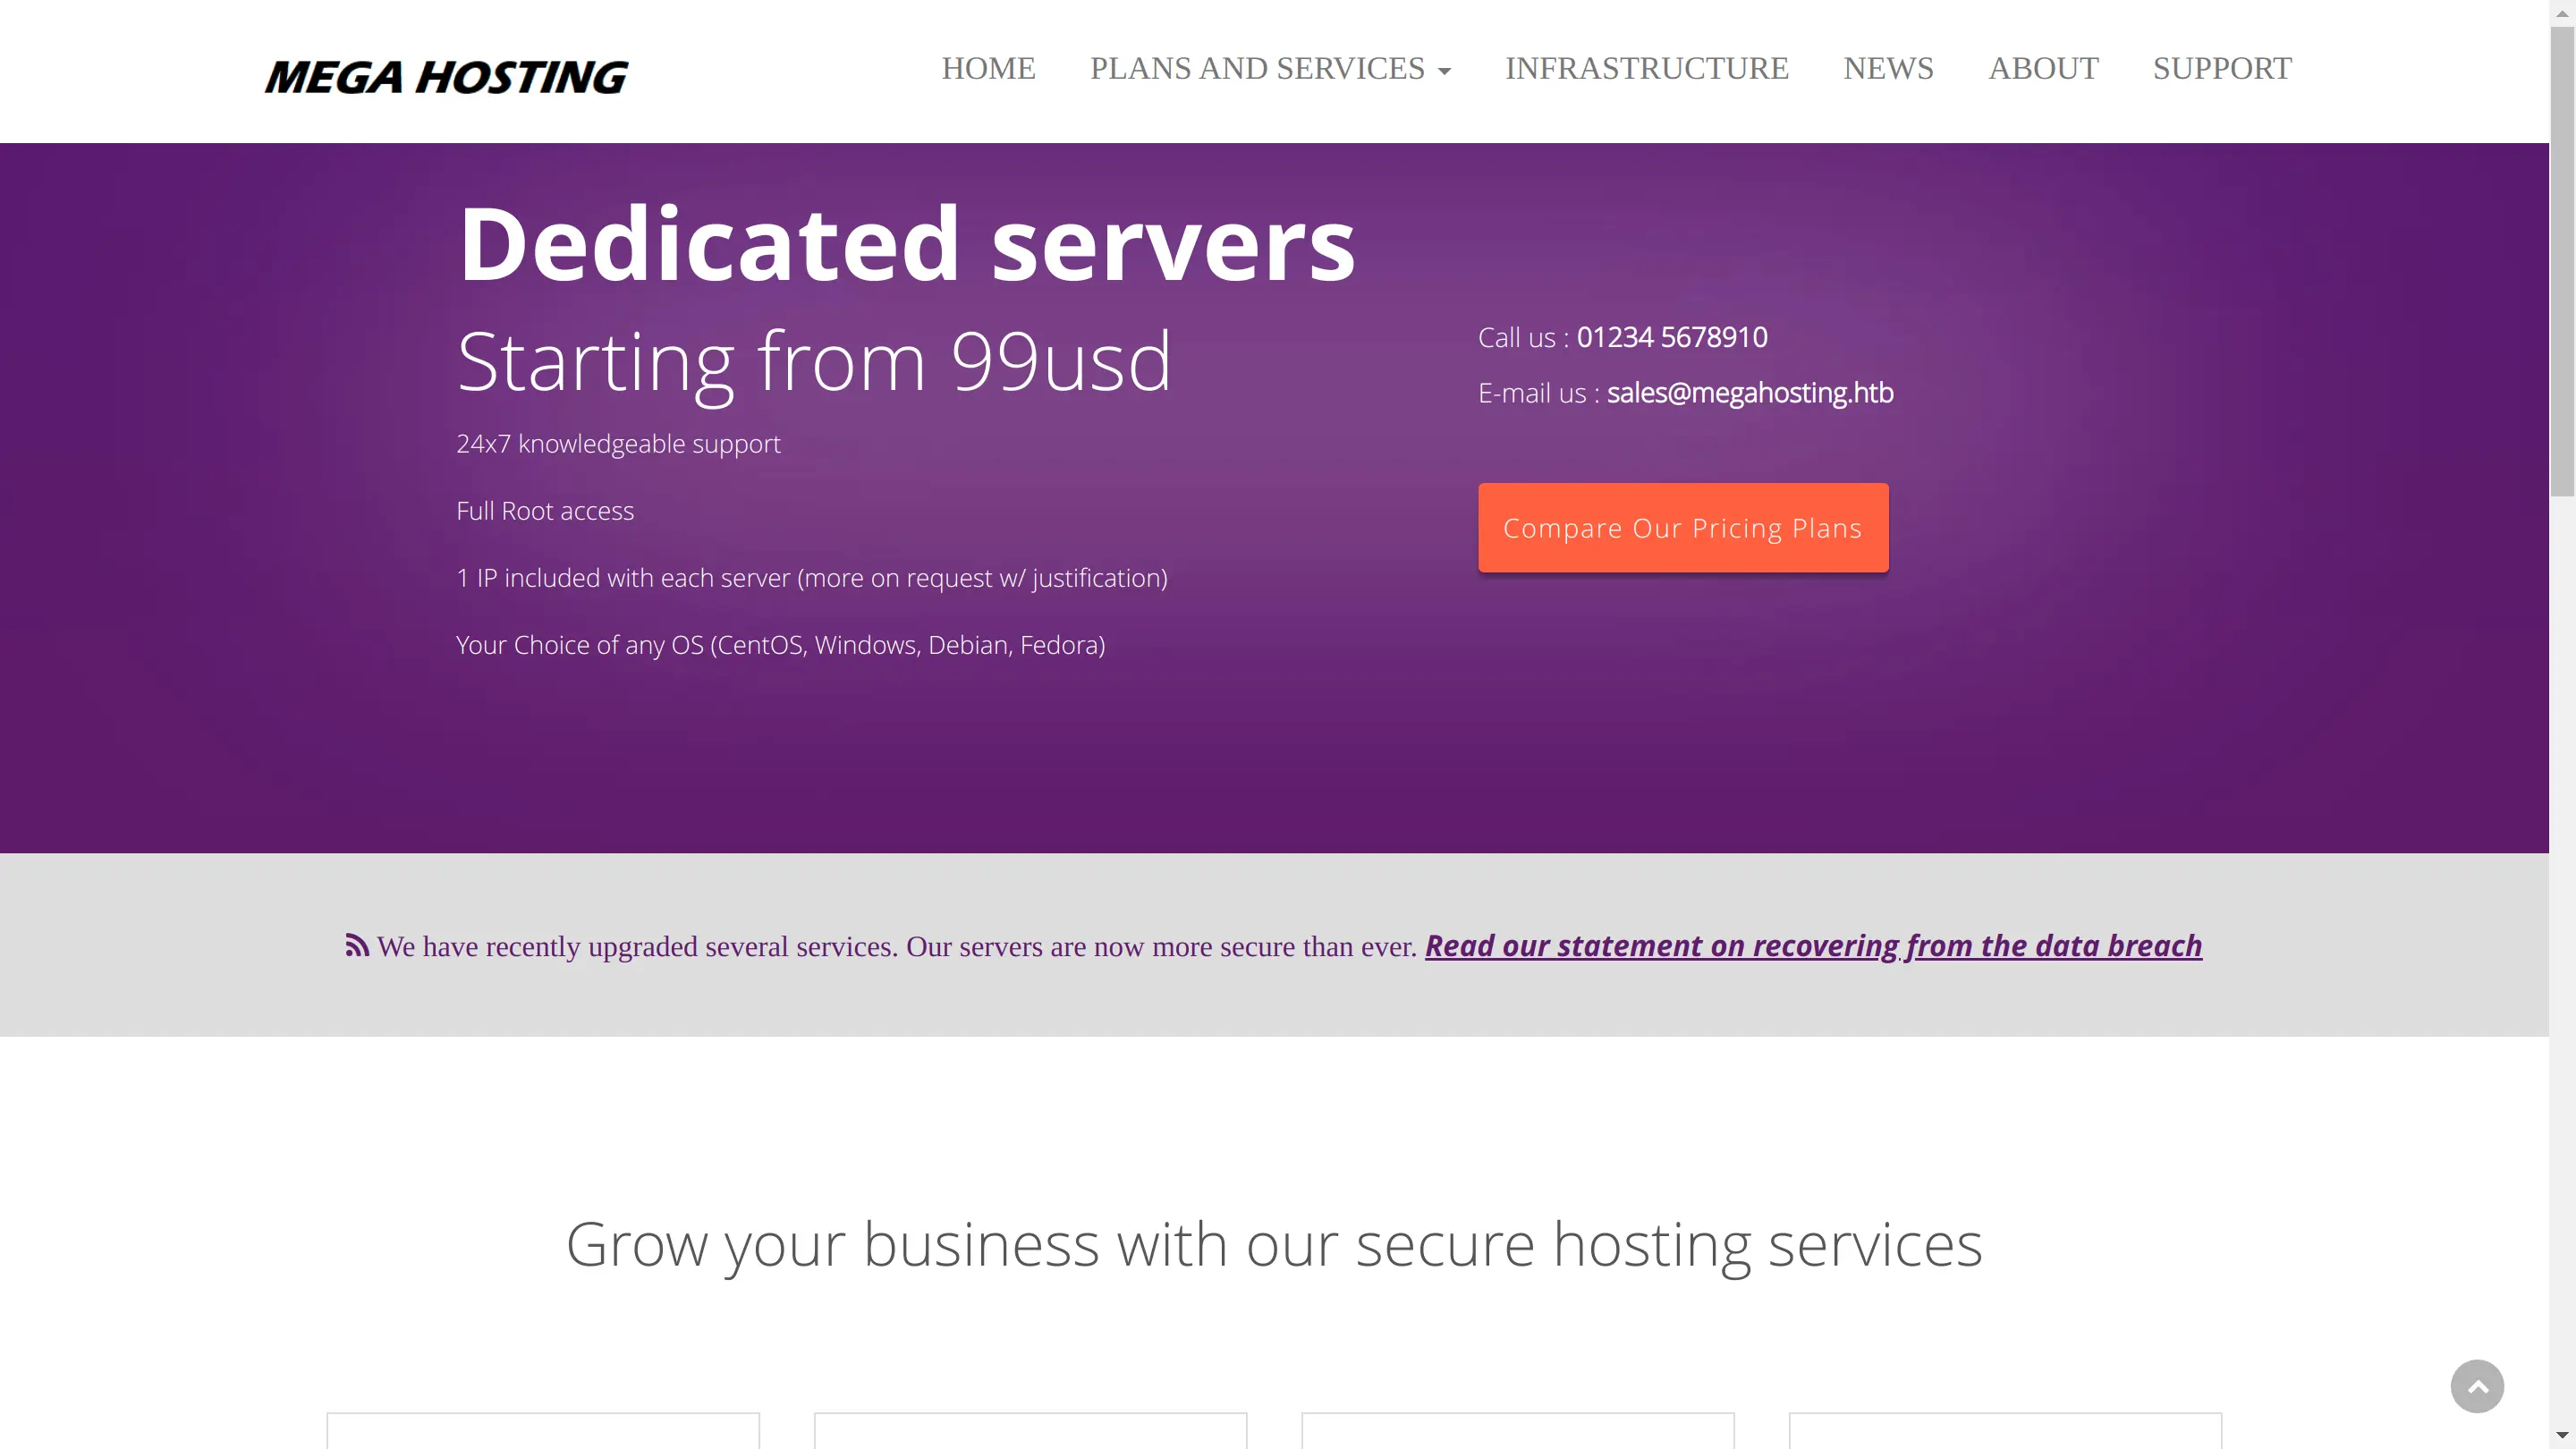 MEGA HOSTING
HOME PLANS AND SERVICES INFRASTRUCTURE NEWS ABOUT SUPPORT
Dedicated servers
Starting from 99usd
24x7 knowledgeable support
Full Root access
1 IP included with each server (more on request w/ justification)
Your Choice of any OS (CentOS, Windows, Debian, Fedora)
Call us : 01234 5678910
E-mail us : sales@megahosting.htb
Compare Our Pricing Plans
We have recently upgraded several services. Our servers are now more secure than ever. Read our statement on recovering from the data breach
Grow your business with our secure hosting services